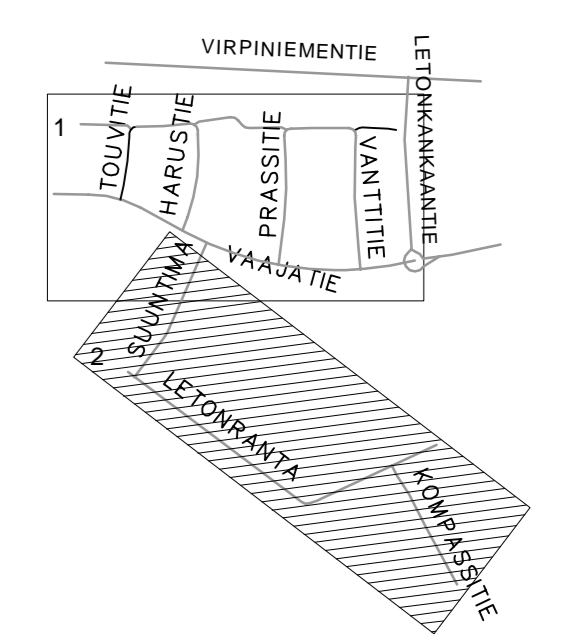 VIRPINIEMENTIE
LETONKANKAANTIE
1
TOUVITIE
HARUSTIE
PRASSITIE
VANTTITIE
VAAJATIE
SUUNTIMA
2
LETONRANTA
KOMPASSITIE